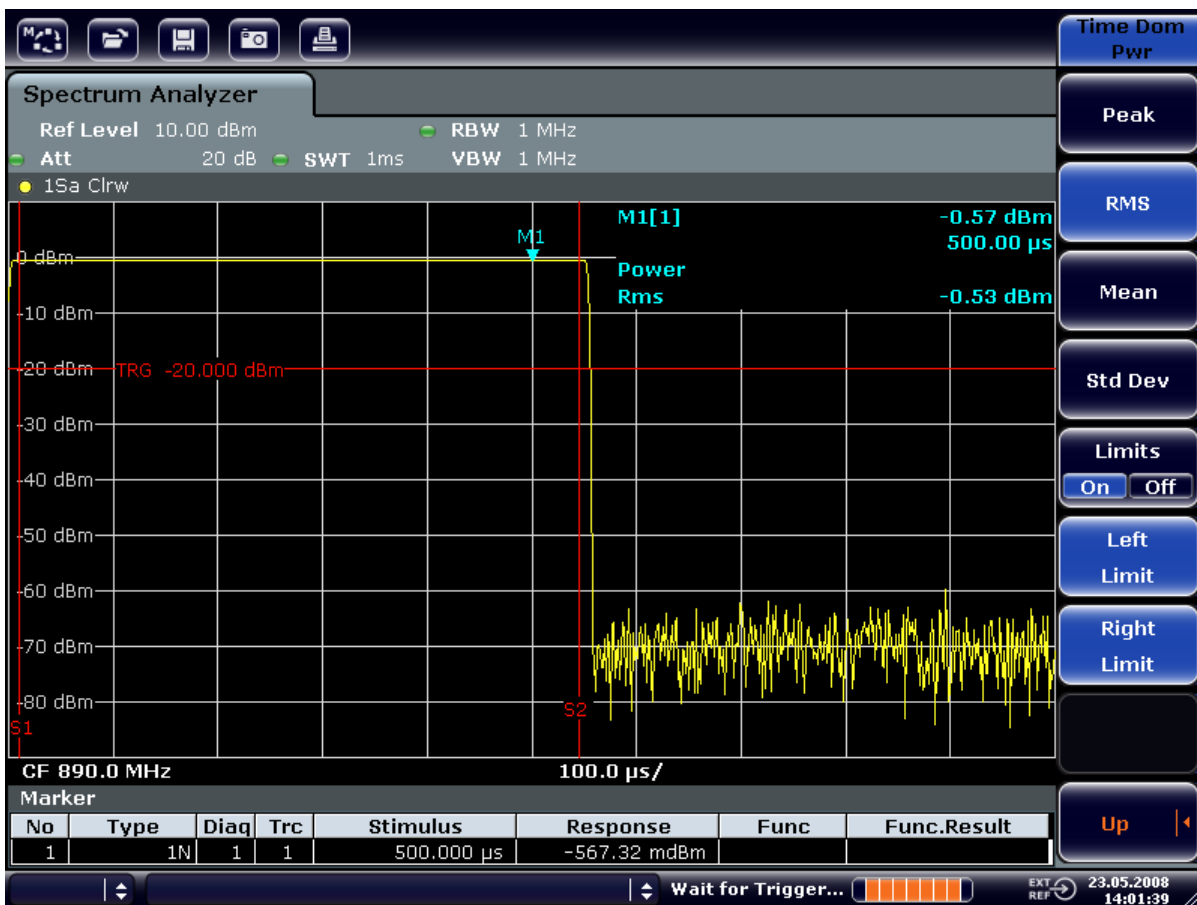 M
Time Dom
Pwr
Spectrum Analyzer
Ref Level 10.00 dBm
RBW 1 MHz
Att 20 dB SWT 1ms VBW 1 MHz
1Sa Clrw
Peak
RMS
Mean
Std Dev
Limits
On Off
Left
Limit
Right
Limit
Up
M1[1] -0.57 dBm
500.00 µs
M1
Power
Rms -0.53 dBm
0 dBm
-10 dBm
-20 dBm
TRG -20.000 dBm
-30 dBm
-40 dBm
-50 dBm
-60 dBm
-70 dBm
-80 dBm
S1
S2
CF 890.0 MHz 100.0 µs/
Marker
No Type Diaq Trc Stimulus Response Func Func.Result
1 1N 1 1 500.000 µs -567.32 mdBm
Wait for Trigger...
EXT
REF
23.05.2008
14:01:39